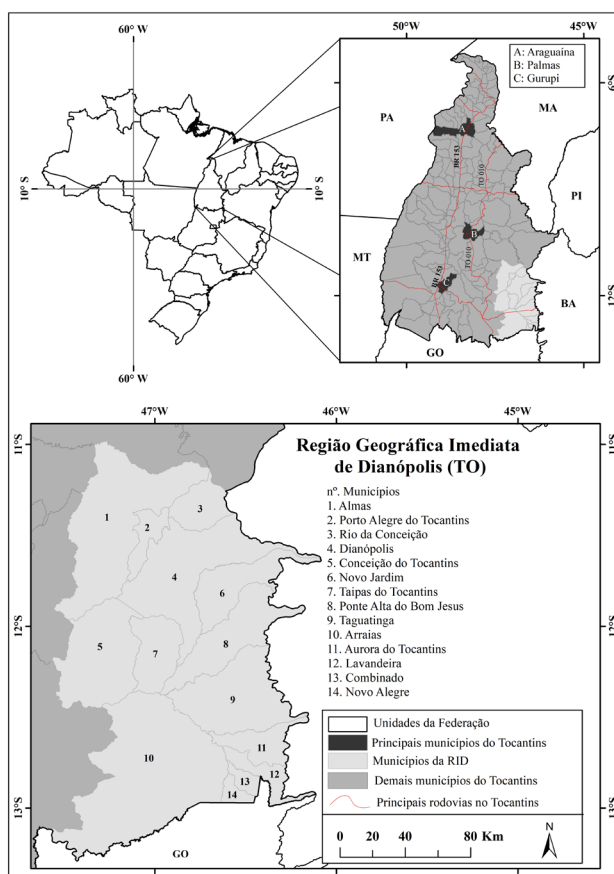 60° W
10° S
10° S
60° W
50° W
45° W
A: Araguaína
B: Palmas
C: Gurupi
6° S
PA
MA
A
BR 153
TO 010
PI
B
MT
TO 010
BR 153
C
BA
12° S
GO
47° W
46° W
45° W
11° S
11° S
Região Geográfica Imediata
de Dianópolis (TO)
nº. Municípios
1. Almas
2. Porto Alegre do Tocantins
3. Rio da Conceição
4. Dianópolis
5. Conceição do Tocantins
6. Novo Jardim
7. Taipas do Tocantins
8. Ponte Alta do Bom Jesus
9. Taguatinga
10. Arraias
11. Aurora do Tocantins
12. Lavandeira
13. Combinado
14. Novo Alegre
1
2
3
4
6
12° S
12° S
5
7
8
9
10
11
12
13
14
13° S
13° S
GO
Unidades da Federação
Principais municípios do Tocantins
Municípios da RID
Demais municípios do Tocantins
Principais rodovias no Tocantins
0 20 40 80 Km
N